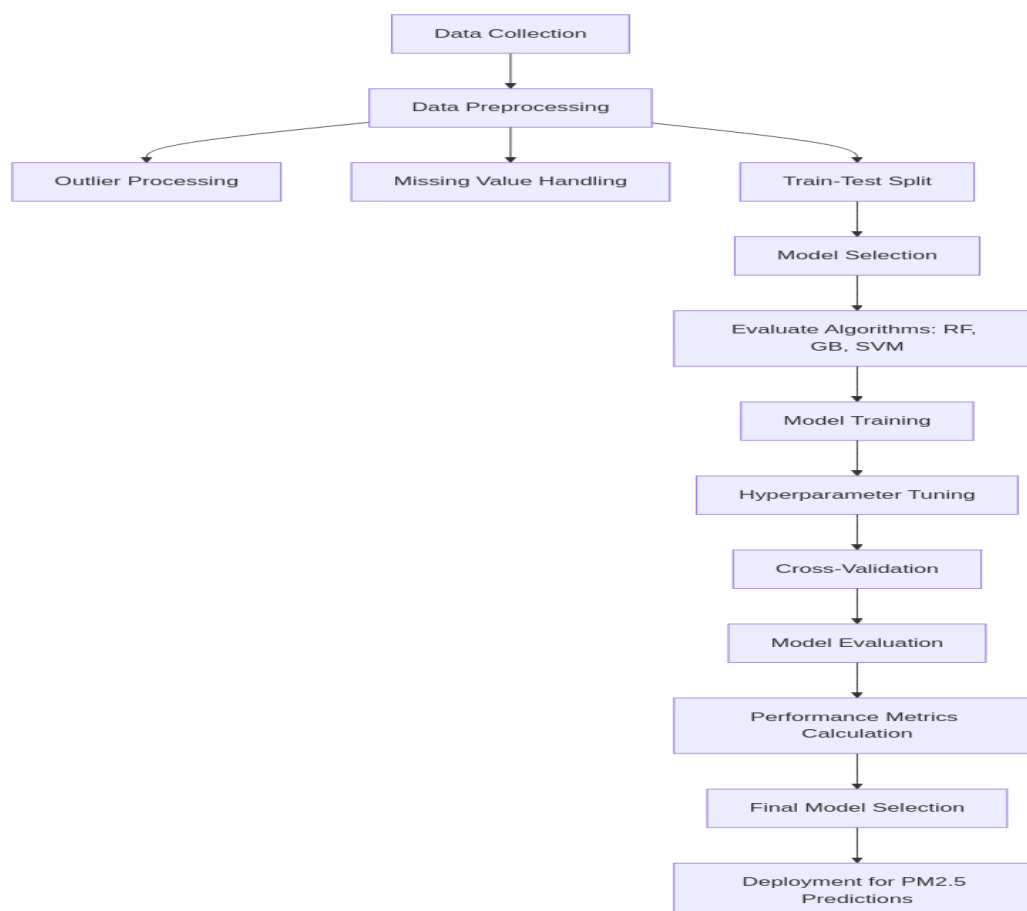 Data Collection
Data Preprocessing
Outlier Processing
Missing Value Handling
Train-Test Split
Model Selection
Evaluate Algorithms: RF,
GB, SVM
Model Training
Hyperparameter Tuning
Cross-Validation
Model Evaluation
Performance Metrics
Calculation
Final Model Selection
Deployment for PM2.5
Predictions